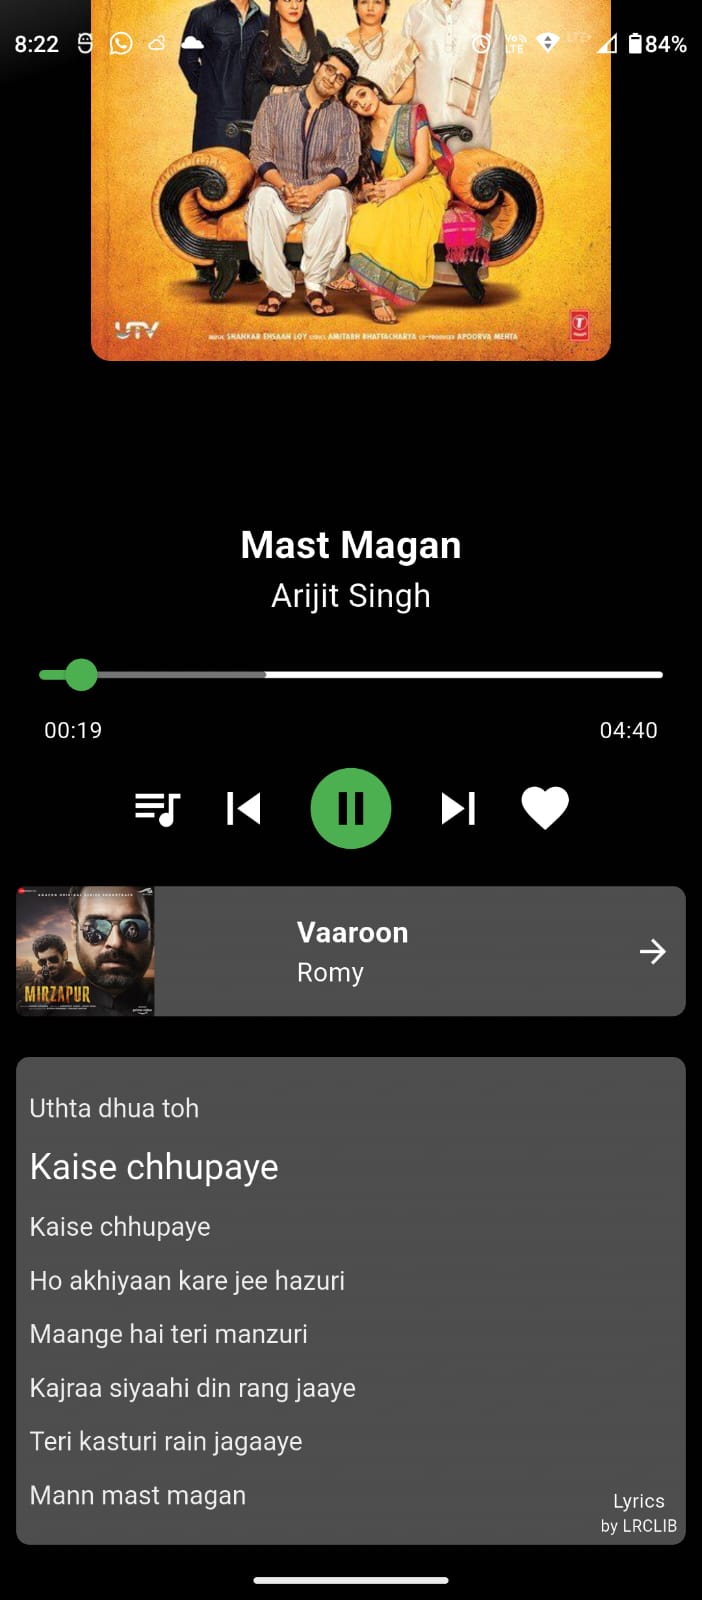 8:22
Vo
LTE
LTE+
84%
UTV
MUSIC SHANKAR EHSAAN LOY LYRICS AMITABH BHATTACHARYA CO-PRODUCER APOORVA MEHTA
T
Mast Magan
Arijit Singh
00:19
04:40
MIRZAPUR
Vaaroon
Romy
Uthta dhua toh
Kaise chhupaye
Kaise chhupaye
Ho akhiyaan kare jee hazuri
Maange hai teri manzuri
Kajraa siyaahi din rang jaaye
Teri kasturi rain jagaaye
Mann mast magan
Lyrics
by LRCLIB